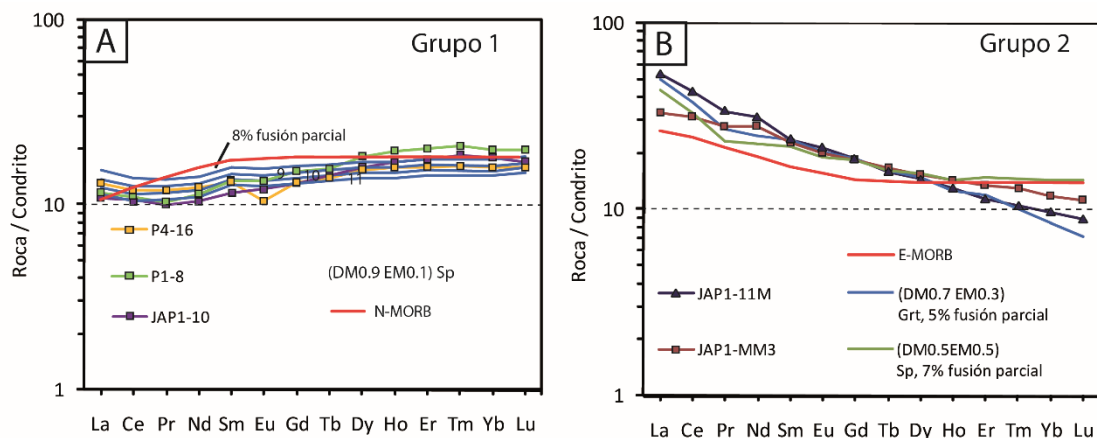 A
Grupo 1
100
10
1
Roca / Condrito
8% fusión parcial
9
10
11
P4-16
P1-8
JAP1-10
(DM0.9 EM0.1) Sp
N-MORB
La Ce Pr Nd Sm Eu Gd Tb Dy Ho Er Tm Yb Lu
B
Grupo 2
100
10
1
Roca / Condrito
E-MORB
JAP1-11M
JAP1-MM3
(DM0.7 EM0.3)
Grt, 5% fusión parcial
(DM0.5EM0.5)
Sp, 7% fusión parcial
La Ce Pr Nd Sm Eu Gd Tb Dy Ho Er Tm Yb Lu